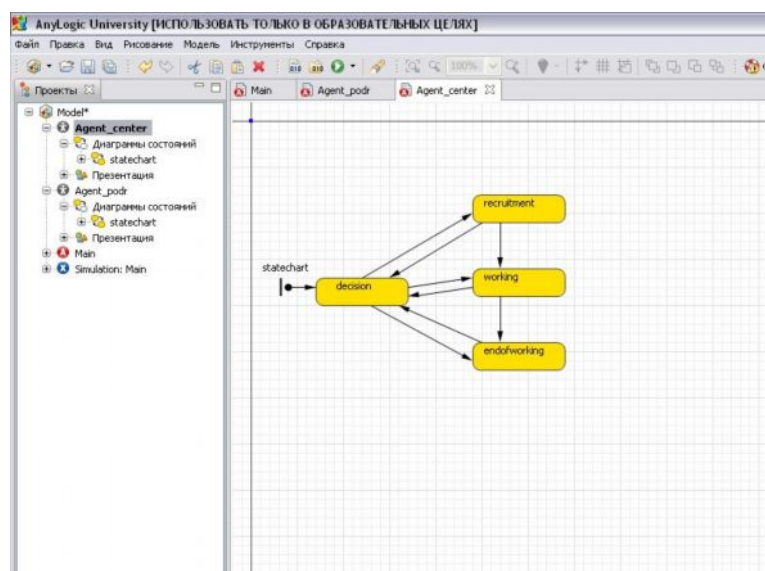 AnyLogic University [ИСПОЛЬЗОВАТЬ ТОЛЬКО В ОБРАЗОВАТЕЛЬНЫХ ЦЕЛЯХ]
Файл Правка Вид Рисование Модель Инструменты Справка
100%
Проекты Main Agent_podr Agent_center
Model*
Agent_center
Диаграммы состояний
statechart
Презентация
Agent_podr
Диаграммы состояний
statechart
Презентация
Main
Simulation: Main
recruitment
statechart
working
decision
endofworking